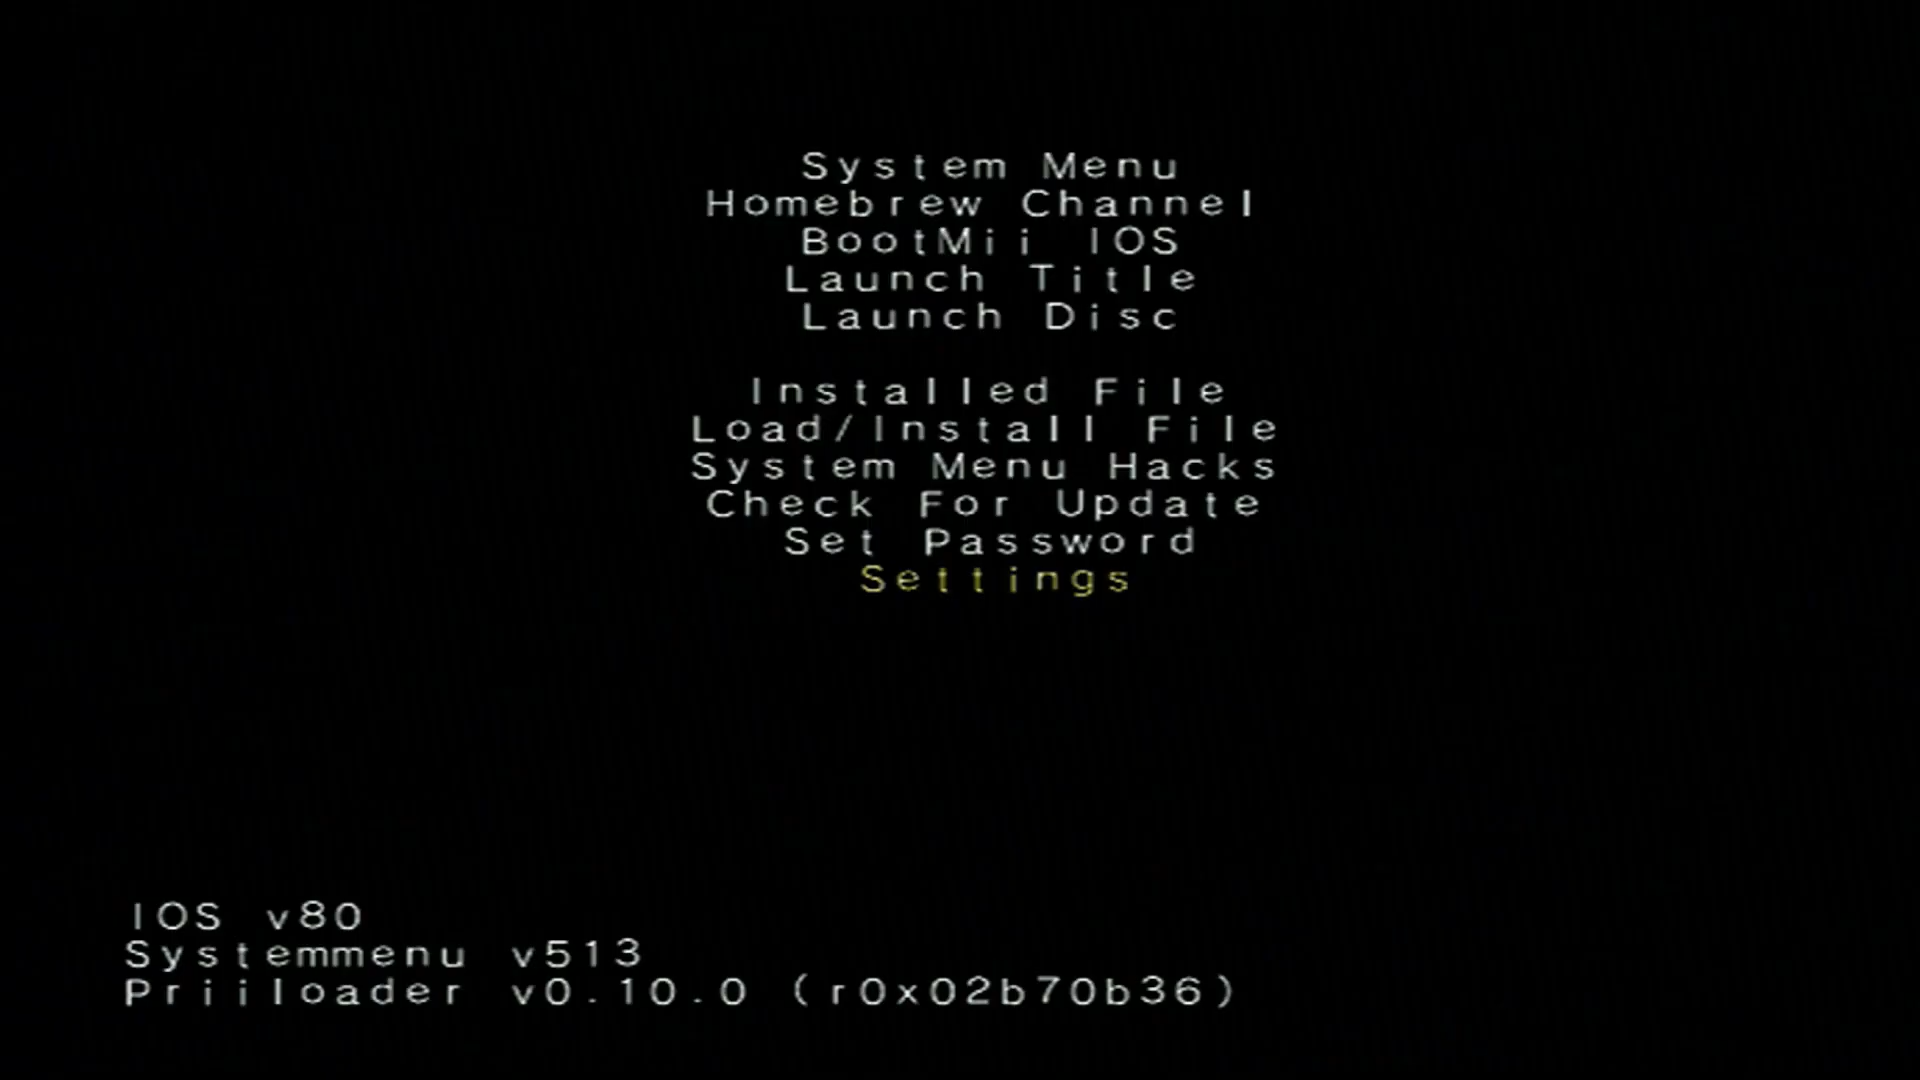 System Menu
Homebrew Channel
BootMii IOS
Launch Title
Launch Disc
Installed File
Load/Install File
System Menu Hacks
Check For Update
Set Password
Settings
IOS v80
Systemmenu v513
Priiloader v0.10.0 (r0x02b70b36)